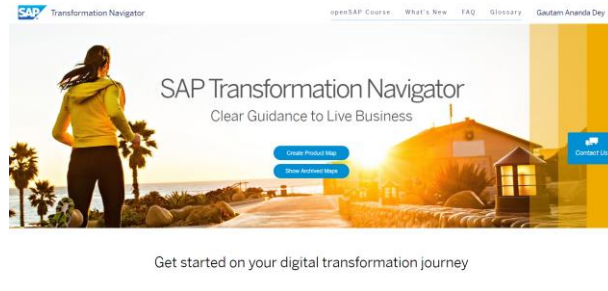 SAP Transformation Navigator
openSAP Course What's New FAQ Glossary Gautam Ananda Dey
SAP Transformation Navigator
Clear Guidance to Live Business
Create Product Map
Show Archived Maps
Contact Us
Get started on your digital transformation journey